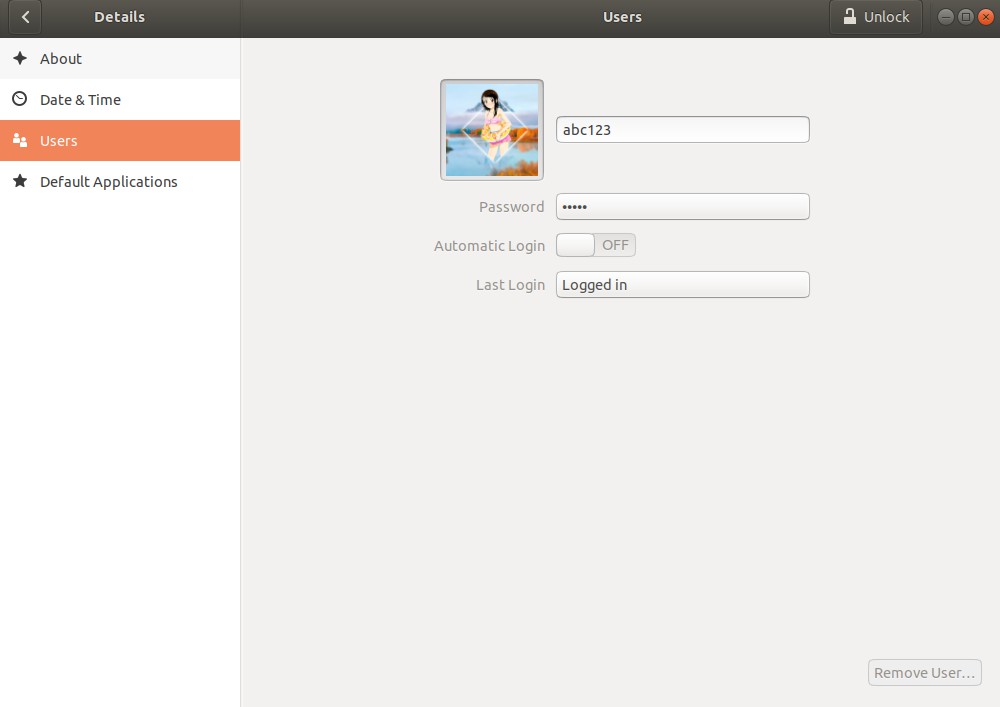 Details
Users
Unlock
About
Date & Time
Users
Default Applications
abc123
Password
•••••
Automatic Login
OFF
Last Login
Logged in
Remove User…